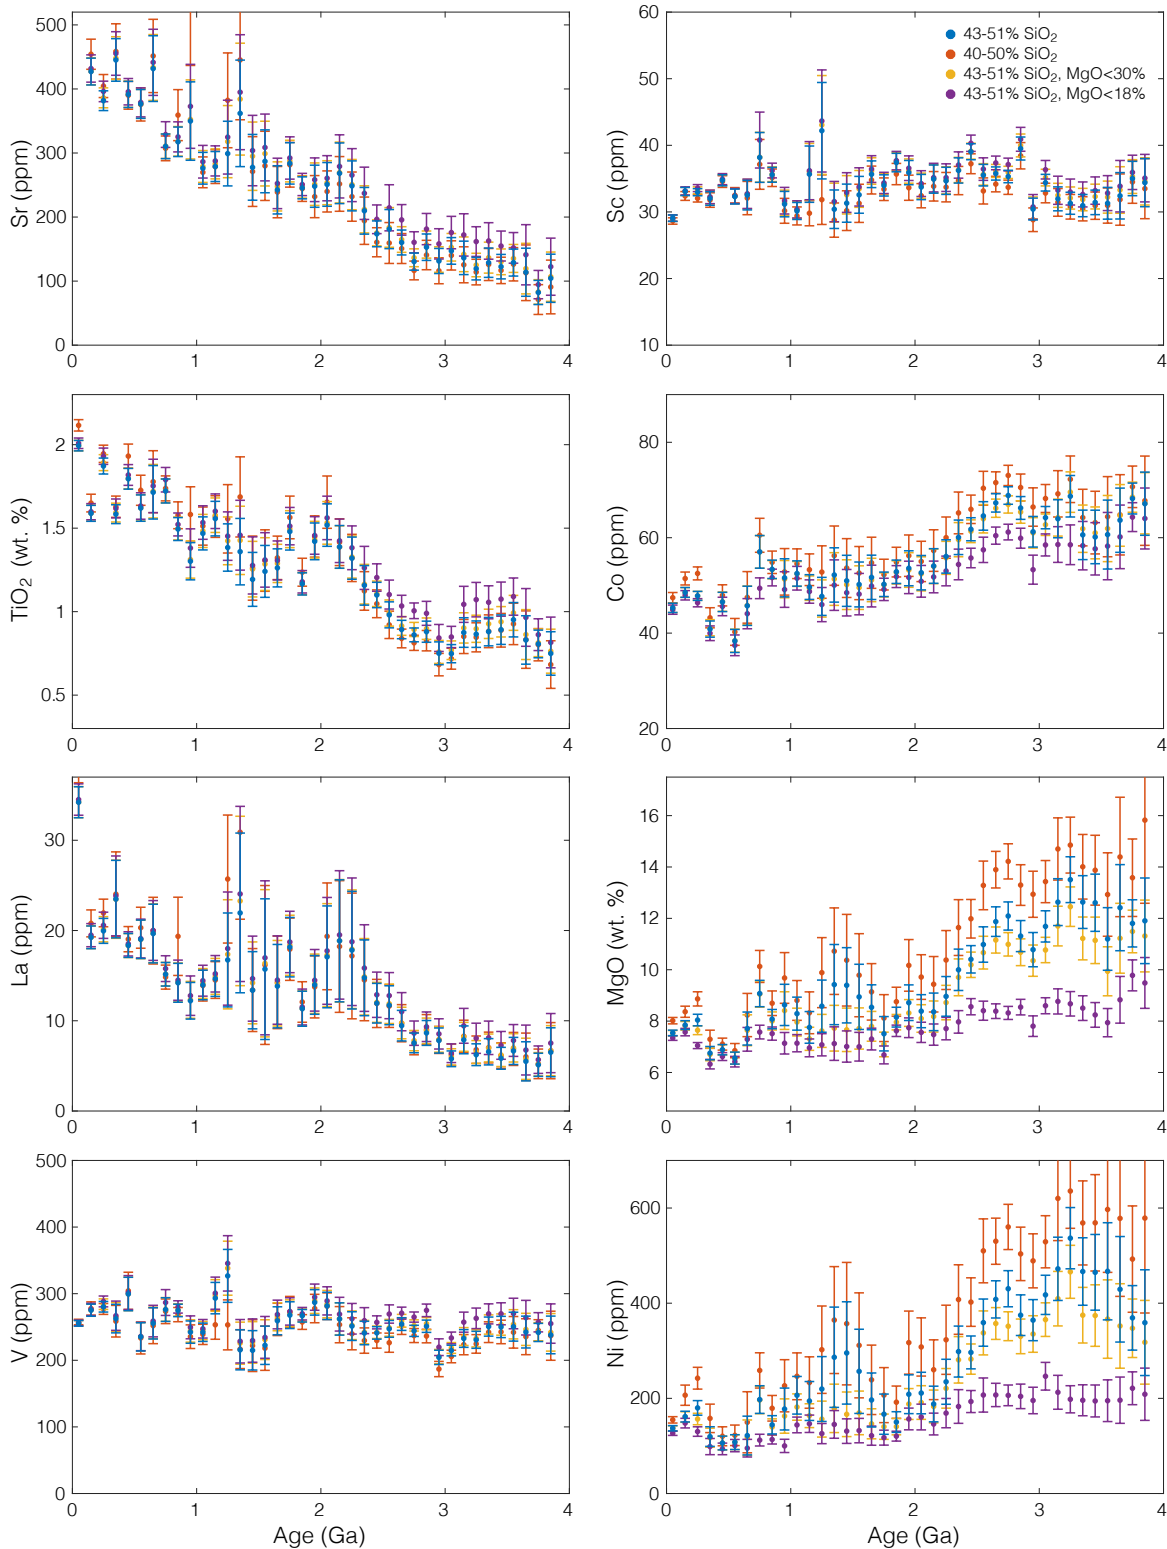 500
400
300
200
100
0
Sr (ppm)
0 1 2 3 4
60
50
40
30
20
10
Sc (ppm)
0 1 2 3 4
43-51% SiO₂
40-50% SiO₂
43-51% SiO₂, MgO<30%
43-51% SiO₂, MgO<18%
2
1.5
1
0.5
TiO₂ (wt. %)
0 1 2 3 4
80
60
40
20
Co (ppm)
0 1 2 3 4
30
20
10
0
La (ppm)
0 1 2 3 4
16
14
12
10
8
6
MgO (wt. %)
0 1 2 3 4
500
400
300
200
100
0
V (ppm)
0 1 2 3 4
Age (Ga)
600
400
200
0
Ni (ppm)
0 1 2 3 4
Age (Ga)